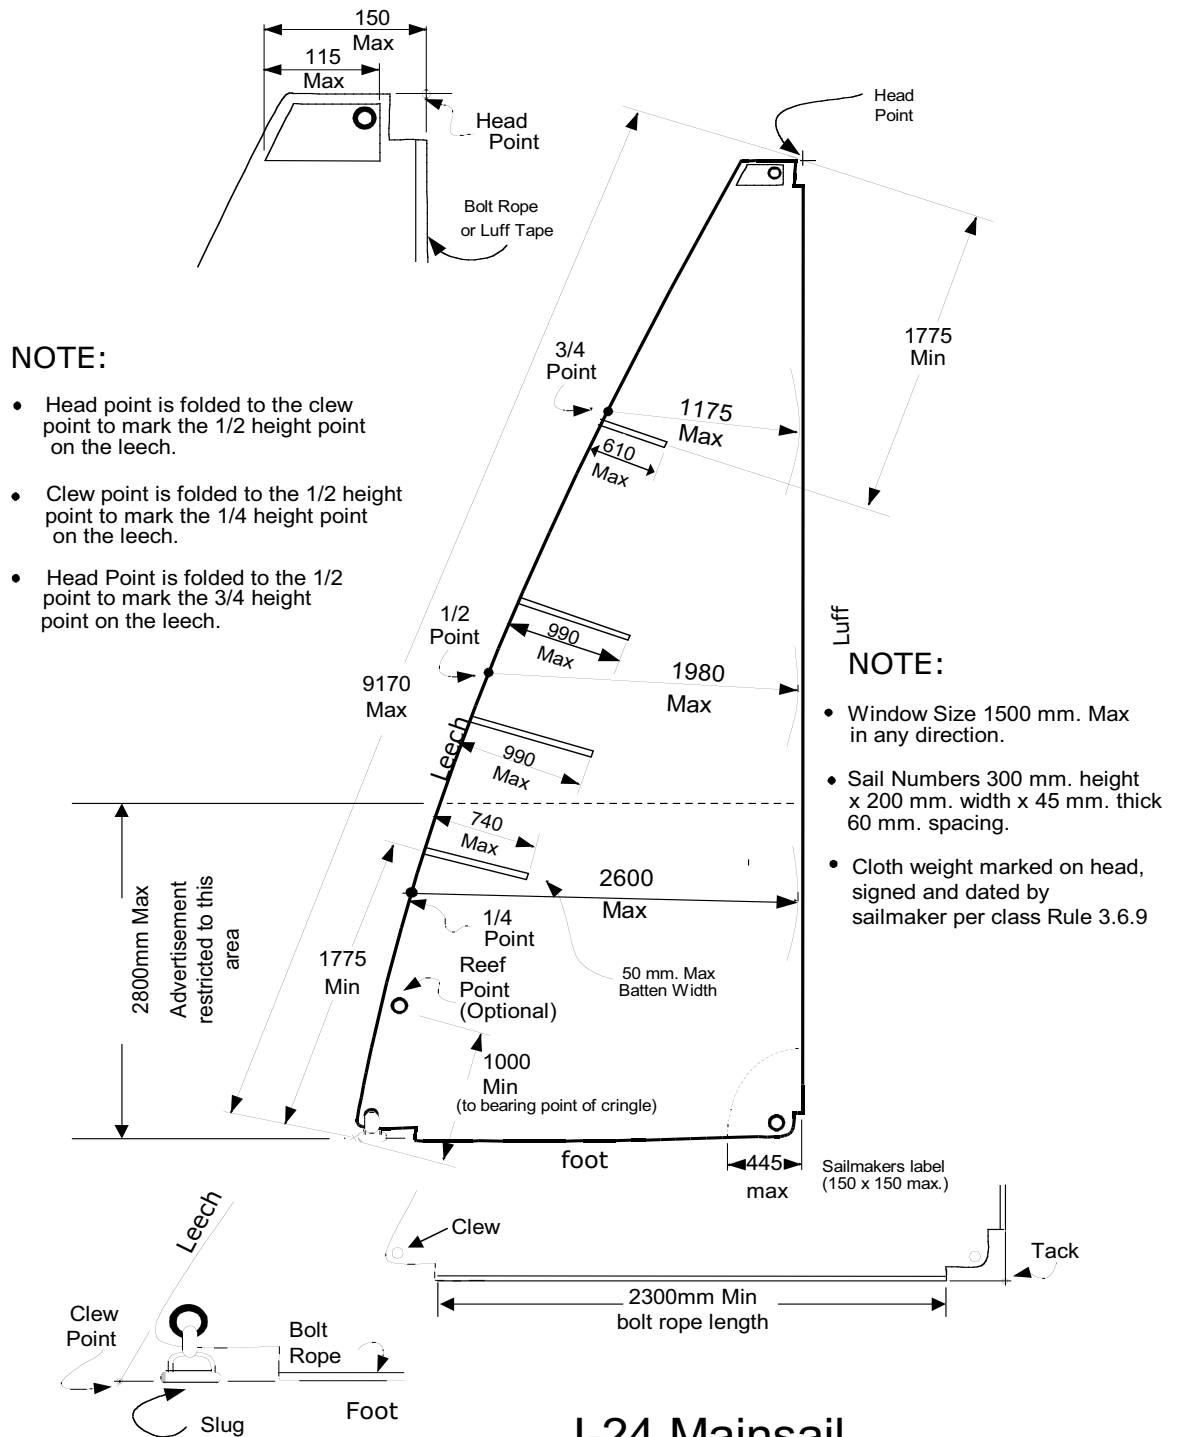 150
Max
115
Max
Head
Point
Bolt Rope
or Luff Tape
Head
Point
1775
Min
NOTE:
• Head point is folded to the clew
point to mark the 1/2 height point
on the leech.
• Clew point is folded to the 1/2 height
point to mark the 1/4 height point
on the leech.
• Head Point is folded to the 1/2
point to mark the 3/4 height
point on the leech.
3/4
Point
1175
Max
610
Max
1/2
Point
990
Max
1980
Max
9170
Max
Leech
990
Max
Luff
NOTE:
• Window Size 1500 mm. Max
in any direction.
• Sail Numbers 300 mm. height
x 200 mm. width x 45 mm. thick
60 mm. spacing.
• Cloth weight marked on head,
signed and dated by
sailmaker per class Rule 3.6.9
740
Max
2600
Max
1/4
Point
2800mm Max
Advertisement
restricted to this
area
1775
Min
Reef
Point
(Optional)
50 mm. Max
Batten Width
1000
Min
(to bearing point of cringle)
foot
445
max
Sailmakers label
(150 x 150 max.)
Leech
Clew
Tack
2300mm Min
bolt rope length
Clew
Point
Bolt
Rope
Slug
Foot
J-24 Mainsail